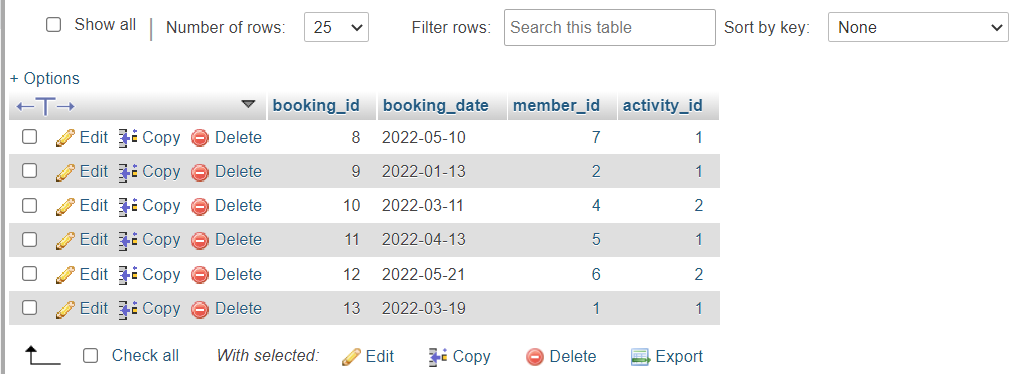 Show all | Number of rows: 25 Filter rows: Search this table Sort by key: None
+ Options
←T→ booking_id booking_date member_id activity_id
Edit Copy Delete 8 2022-05-10 7 1
Edit Copy Delete 9 2022-01-13 2 1
Edit Copy Delete 10 2022-03-11 4 2
Edit Copy Delete 11 2022-04-13 5 1
Edit Copy Delete 12 2022-05-21 6 2
Edit Copy Delete 13 2022-03-19 1 1
Check all With selected: Edit Copy Delete Export